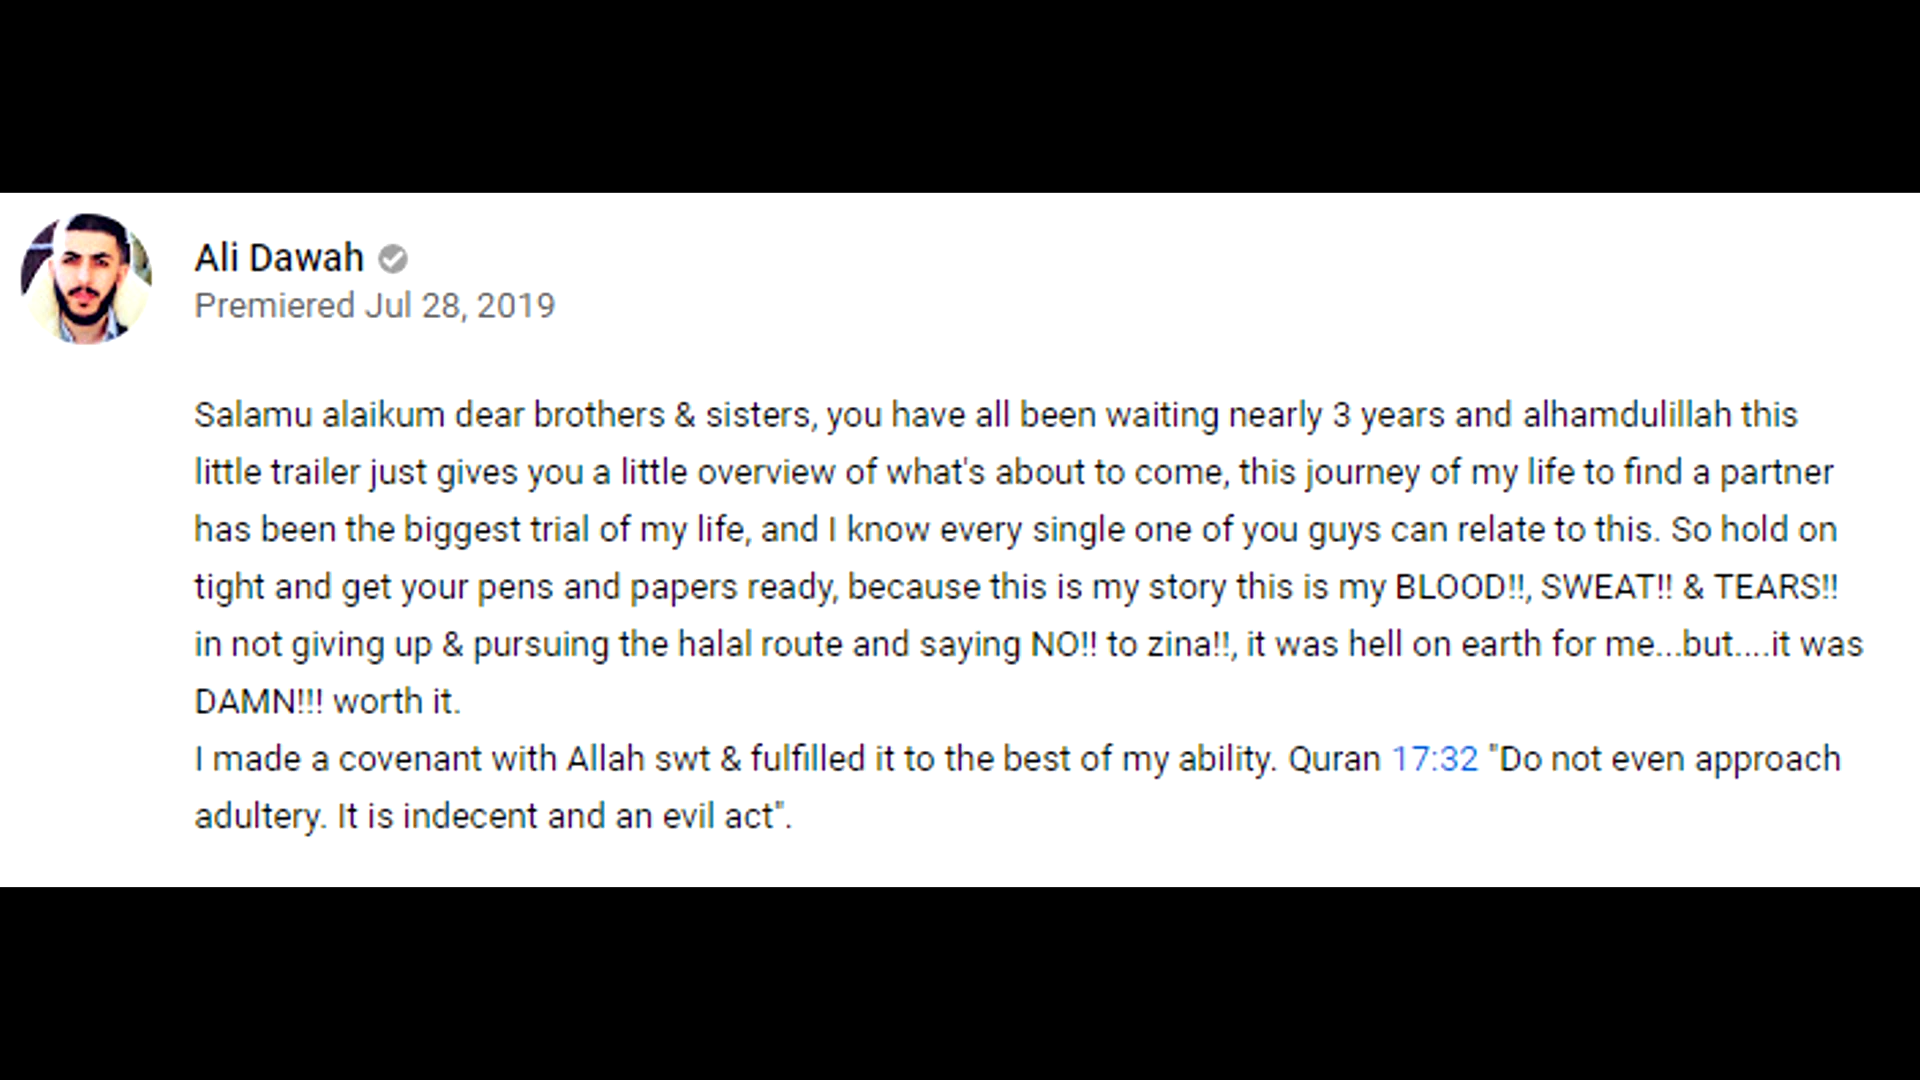 Ali Dawah
Premiered Jul 28, 2019
Salamu alaikum dear brothers & sisters, you have all been waiting nearly 3 years and alhamdulillah this
little trailer just gives you a little overview of what's about to come, this journey of my life to find a partner
has been the biggest trial of my life, and I know every single one of you guys can relate to this. So hold on
tight and get your pens and papers ready, because this is my story this is my BLOOD!!, SWEAT!! & TEARS!!
in not giving up & pursuing the halal route and saying NO!! to zina!!, it was hell on earth for me...but....it was
DAMN!!! worth it.
I made a covenant with Allah swt & fulfilled it to the best of my ability. Quran 17:32 "Do not even approach
adultery. It is indecent and an evil act".